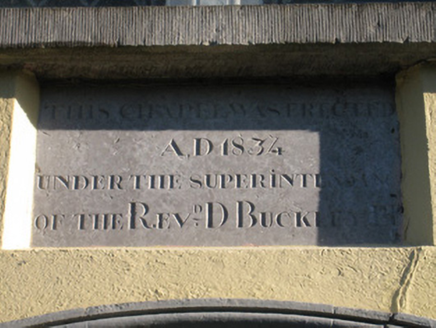 THIS CHAPEL WAS ERECTED
A.D 1834
UNDER THE SUPERINTENDANCE
OF THE REVD. D BUCKLEY P.P